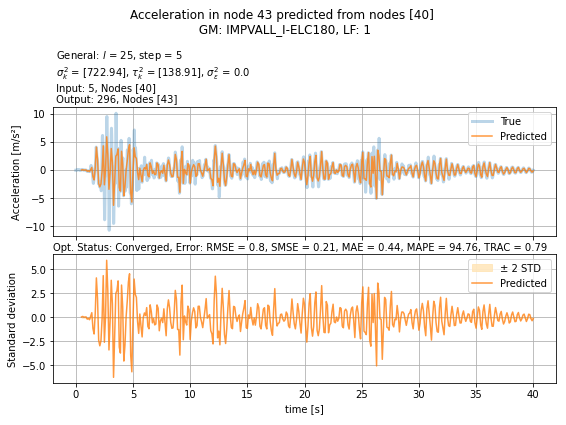 Acceleration in node 43 predicted from nodes [40]
GM: IMPVALL_I-ELC180, LF: 1
General: l = 25, step = 5
σ²ₖ = [722.94], τ²ₖ = [138.91], σ²ε = 0.0
Input: 5, Nodes [40]
Output: 296, Nodes [43]
10
5
0
−5
−10
Acceleration [m/s²]
True
Predicted
Opt. Status: Converged, Error: RMSE = 0.8, SMSE = 0.21, MAE = 0.44, MAPE = 94.76, TRAC = 0.79
5.0
2.5
0.0
−2.5
−5.0
Standard deviation
± 2 STD
Predicted
0 5 10 15 20 25 30 35 40
time [s]